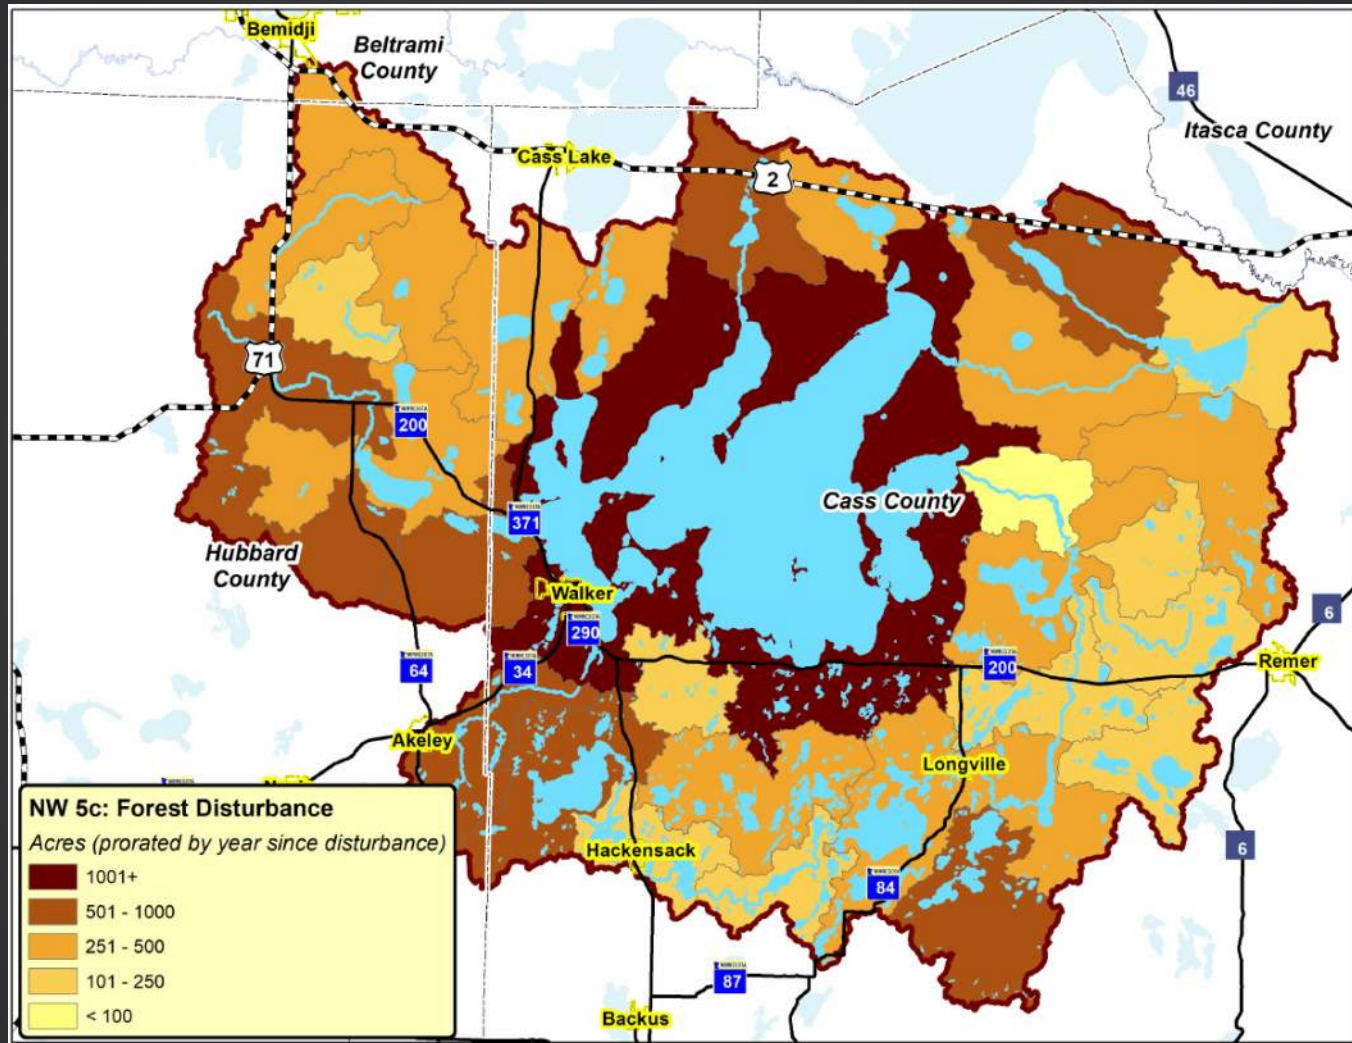 Bemidji
Beltrami
County
46
Itasca County
Cass Lake
2
71
200
Cass County
371
Hubbard
County
Walker
290
6
64
34
200
Remer
Akeley
Longville
NW 5c: Forest Disturbance
Acres (prorated by year since disturbance)
1001+
501 - 1000
251 - 500
101 - 250
< 100
Hackensack
6
84
87
Backus